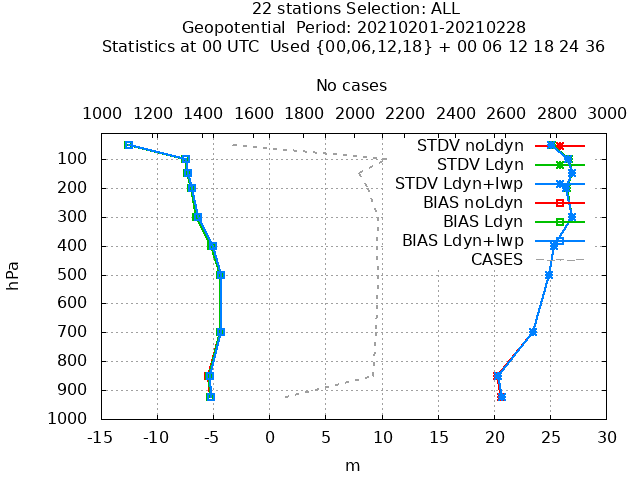 22 stations Selection: ALL
Geopotential  Period: 20210201-20210228
Statistics at 00 UTC  Used {00,06,12,18} + 00 06 12 18 24 36
No cases
1000 1200 1400 1600 1800 2000 2200 2400 2600 2800 3000
STDV noLdyn
STDV Ldyn
STDV Ldyn+lwp
BIAS noLdyn
BIAS Ldyn
BIAS Ldyn+lwp
CASES
hPa
100
200
300
400
500
600
700
800
900
1000
-15 -10 -5 0 5 10 15 20 25 30
m